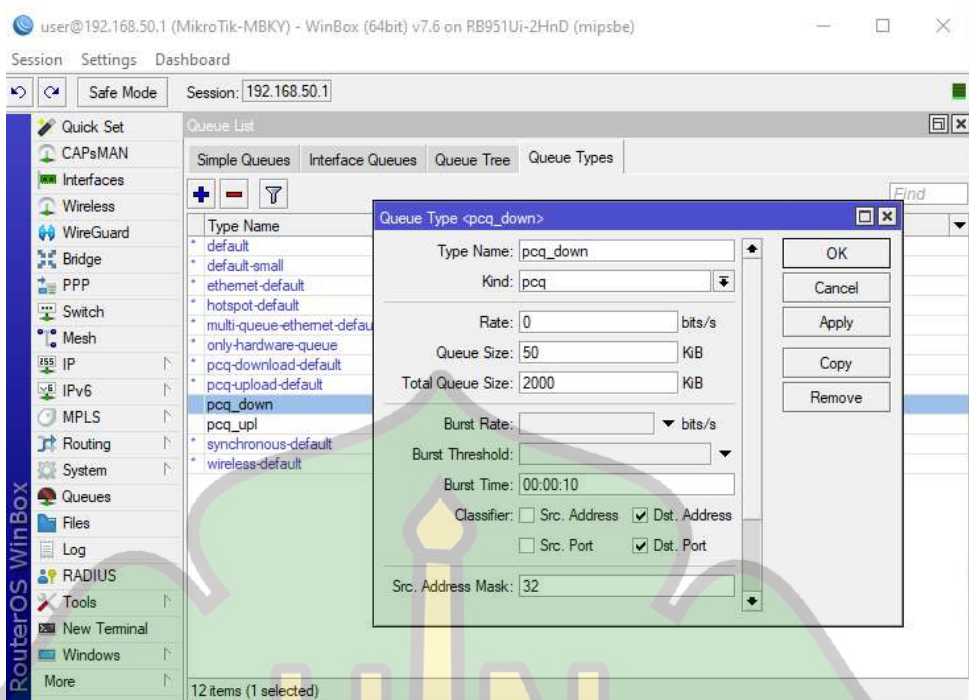 user@192.168.50.1 (MikroTik-MBKY) - WinBox (64bit) v7.6 on RB951Ui-2HnD (mipsbe)
Session Settings Dashboard
Safe Mode Session: 192.168.50.1
Quick Set
CAPsMAN
Interfaces
Wireless
WireGuard
Bridge
PPP
Switch
Mesh
IP
IPv6
MPLS
Routing
System
Queues
Files
Log
RADIUS
Tools
New Terminal
Windows
More
RouterOS WinBox
Queue List
Simple Queues Interface Queues Queue Tree Queue Types
Find
Type Name
* default
* default-small
* ethernet-default
* hotspot-default
* multi-queue-ethernet-defau
* only-hardware-queue
* pcq-download-default
* pcq-upload-default
pcq_down
pcq_upl
* synchronous-default
* wireless-default
12 items (1 selected)
Queue Type <pcq_down>
Type Name: pcq_down
Kind: pcq
Rate: 0 bits/s
Queue Size: 50 KiB
Total Queue Size: 2000 KiB
Burst Rate: bits/s
Burst Threshold:
Burst Time: 00:00:10
Classifier: Src. Address Dst. Address
Src. Port Dst. Port
Src. Address Mask: 32
OK
Cancel
Apply
Copy
Remove